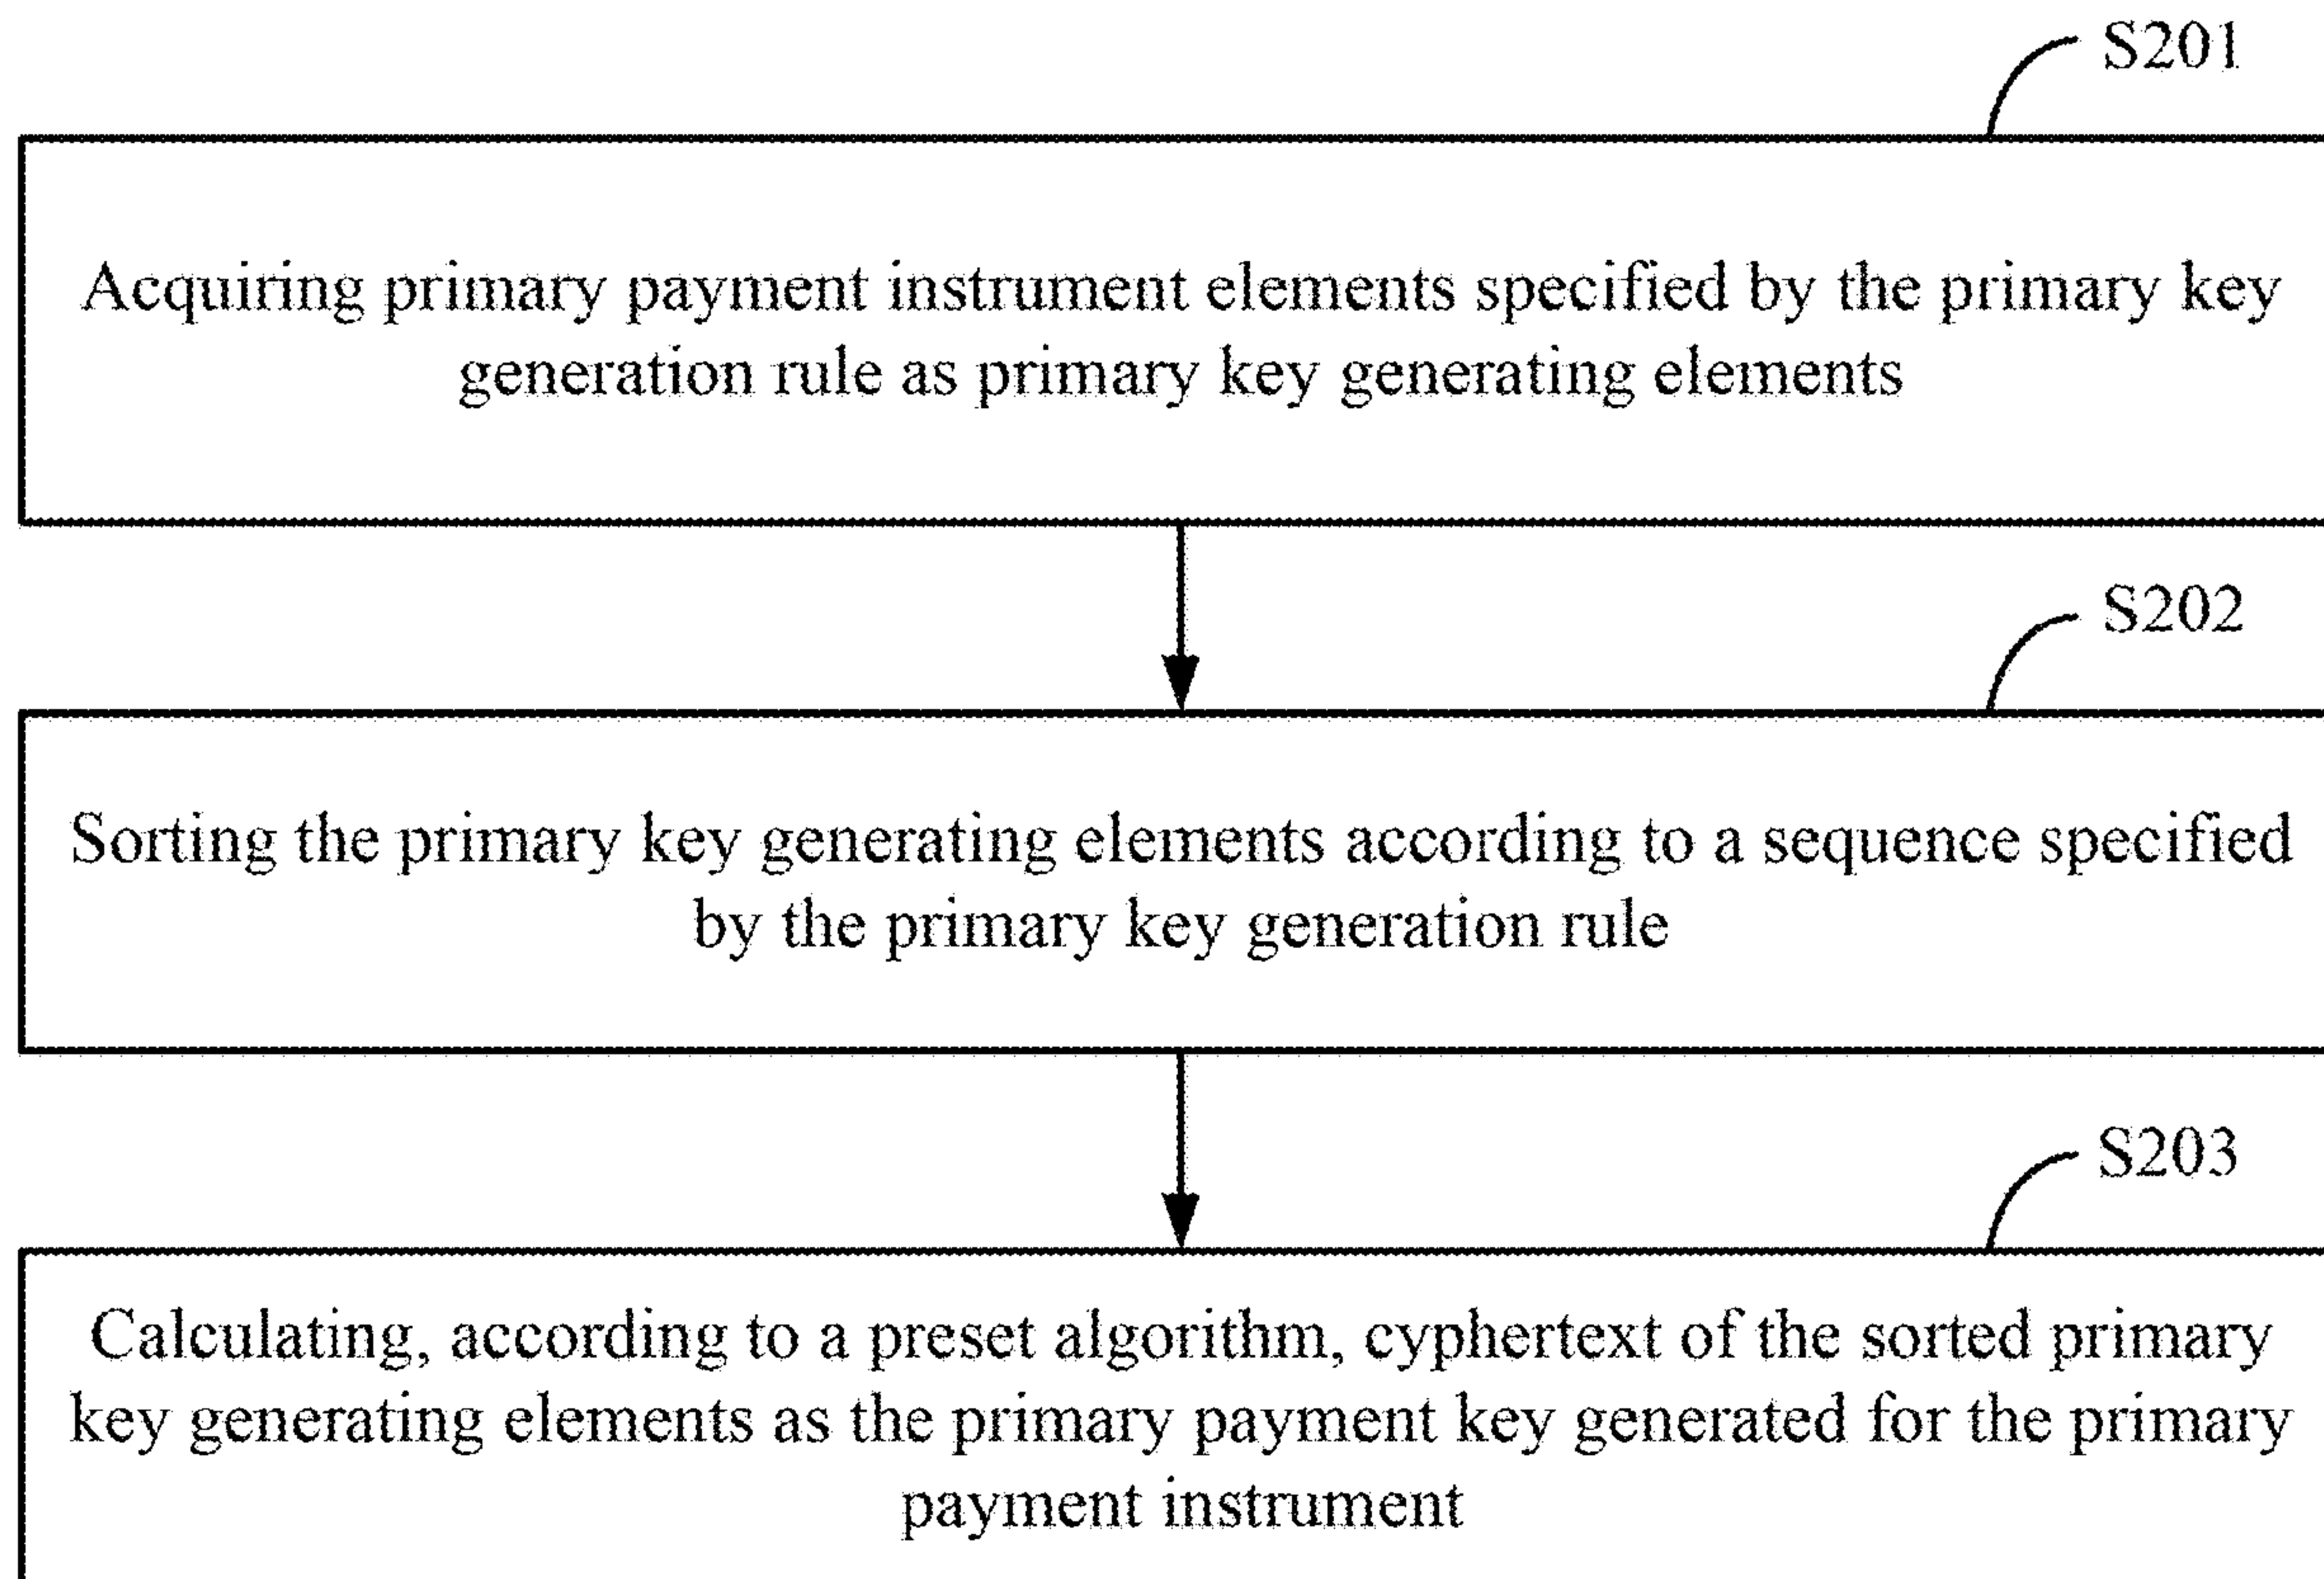 S201
Acquiring primary payment instrument elements specified by the primary key
generation rule as primary key generating elements
S202
Sorting the primary key generating elements according to a sequence specified
by the primary key generation rule
S203
Calculating, according to a preset algorithm, cyphertext of the sorted primary
key generating elements as the primary payment key generated for the primary
payment instrument